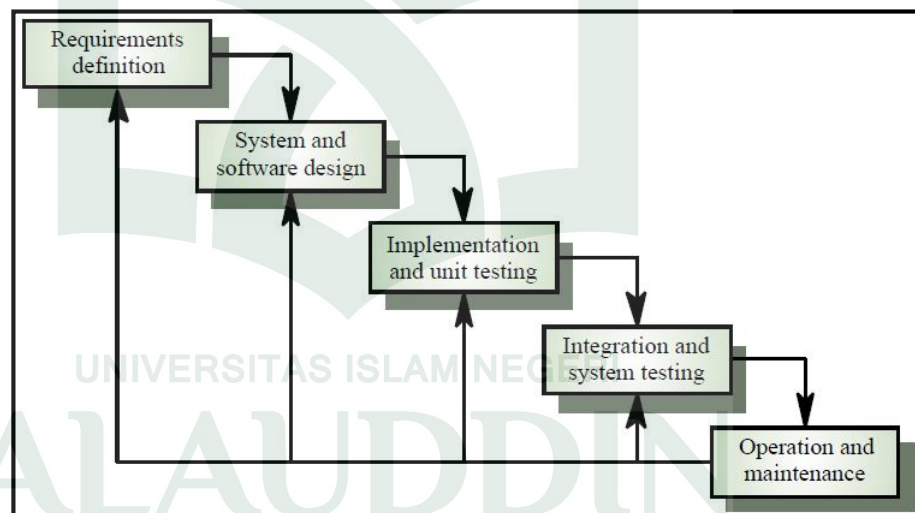 Requirements
definition
System and
software design
Implementation
and unit testing
Integration and
system testing
Operation and
maintenance
UNIVERSITAS ISLAM NEGERI
ALAUDDIN